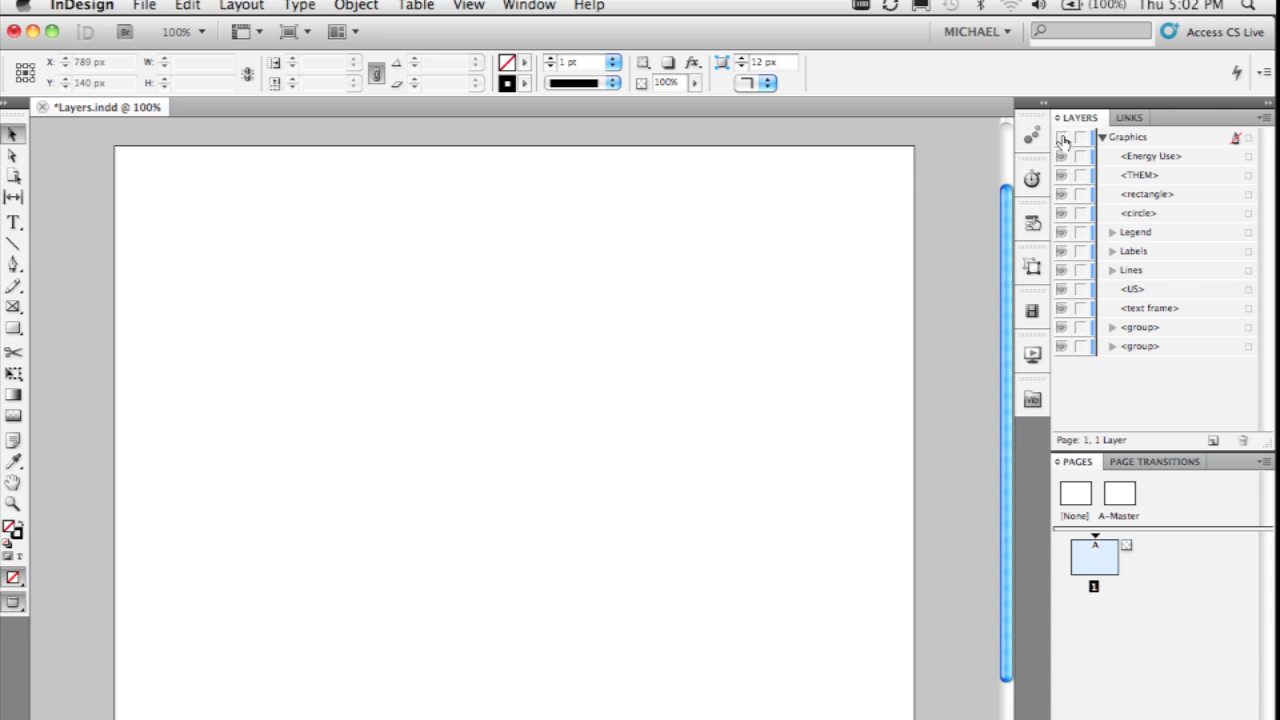 InDesign File Edit Layout Type Object Table View Window Help (100%) Thu 5:02 PM
Br 100% MICHAEL Access CS Live
X: 789 px W: 1 pt fx. 12 px
Y: 140 px H: 100%
*Layers.indd @ 100%
LAYERS LINKS
Graphics
<Energy Use>
<THEM>
<rectangle>
<circle>
Legend
Labels
Lines
<US>
<text frame>
<group>
<group>
Page: 1, 1 Layer
PAGES PAGE TRANSITIONS
[None] A-Master
A
1